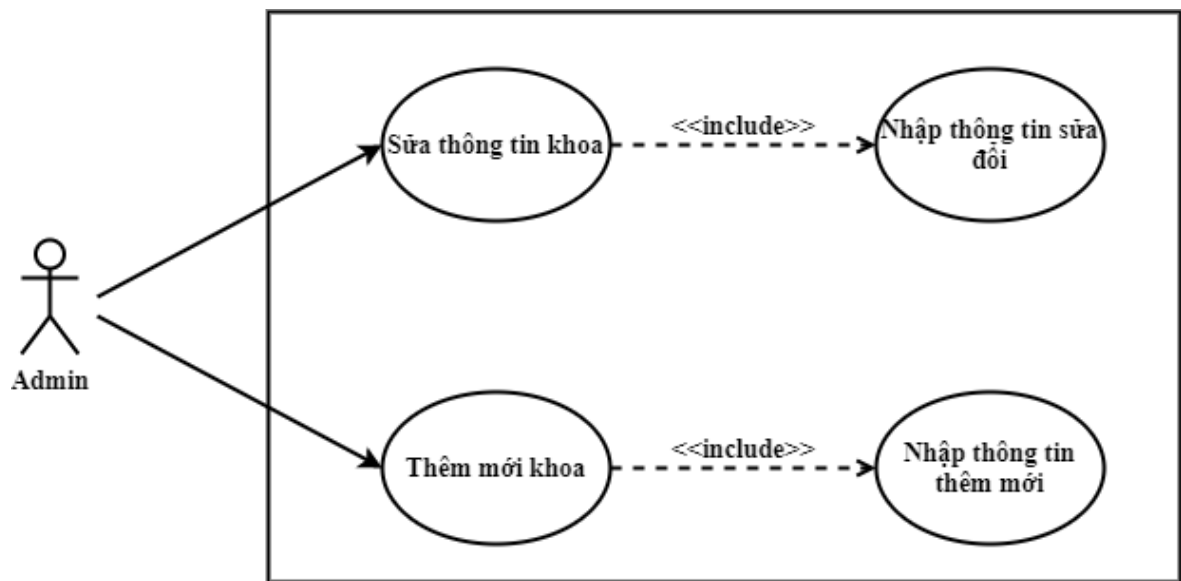 Sửa thông tin khoa
<<include>>
Nhập thông tin sửa
đổi
Admin
Thêm mới khoa
<<include>>
Nhập thông tin
thêm mới